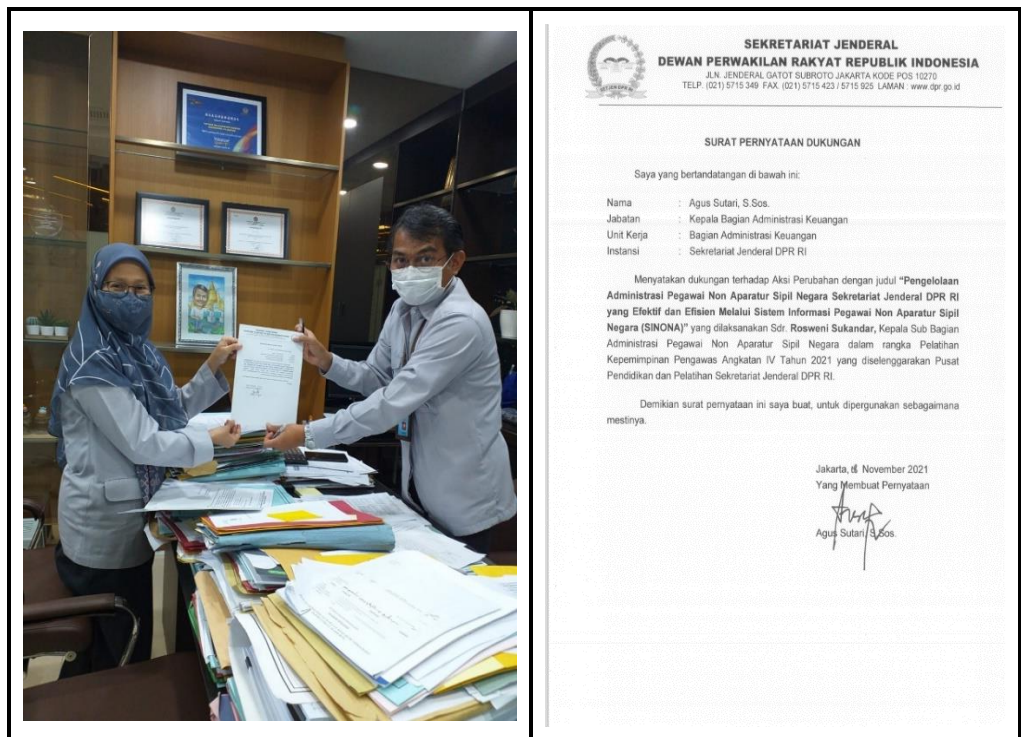 SEKRETARIAT JENDERAL
DEWAN PERWAKILAN RAKYAT REPUBLIK INDONESIA
JLN. JENDERAL GATOT SUBROTO JAKARTA KODE POS 10270
TELP. (021) 5715 349 FAX. (021) 5715 423 / 5715 925 LAMAN : www.dpr.go.id
SURAT PERNYATAAN DUKUNGAN
Saya yang bertandatangan di bawah ini:
Nama : Agus Sutari, S.Sos.
Jabatan : Kepala Bagian Administrasi Keuangan
Unit Kerja : Bagian Administrasi Keuangan
Instansi : Sekretariat Jenderal DPR RI
Menyatakan dukungan terhadap Aksi Perubahan dengan judul “Pengelolaan
Administrasi Pegawai Non Aparatur Sipil Negara Sekretariat Jenderal DPR RI
yang Efektif dan Efisien Melalui Sistem Informasi Pegawai Non Aparatur Sipil
Negara (SINONA)” yang dilaksanakan Sdr. Rosweni Sukandar, Kepala Sub Bagian
Administrasi Pegawai Non Aparatur Sipil Negara dalam rangka Pelatihan
Kepemimpinan Pengawas Angkatan IV Tahun 2021 yang diselenggarakan Pusat
Pendidikan dan Pelatihan Sekretariat Jenderal DPR RI.
Demikian surat pernyataan ini saya buat, untuk dipergunakan sebagaimana
mestinya.
Jakarta, November 2021
Yang Membuat Pernyataan
Agus Sutari, S.Sos.